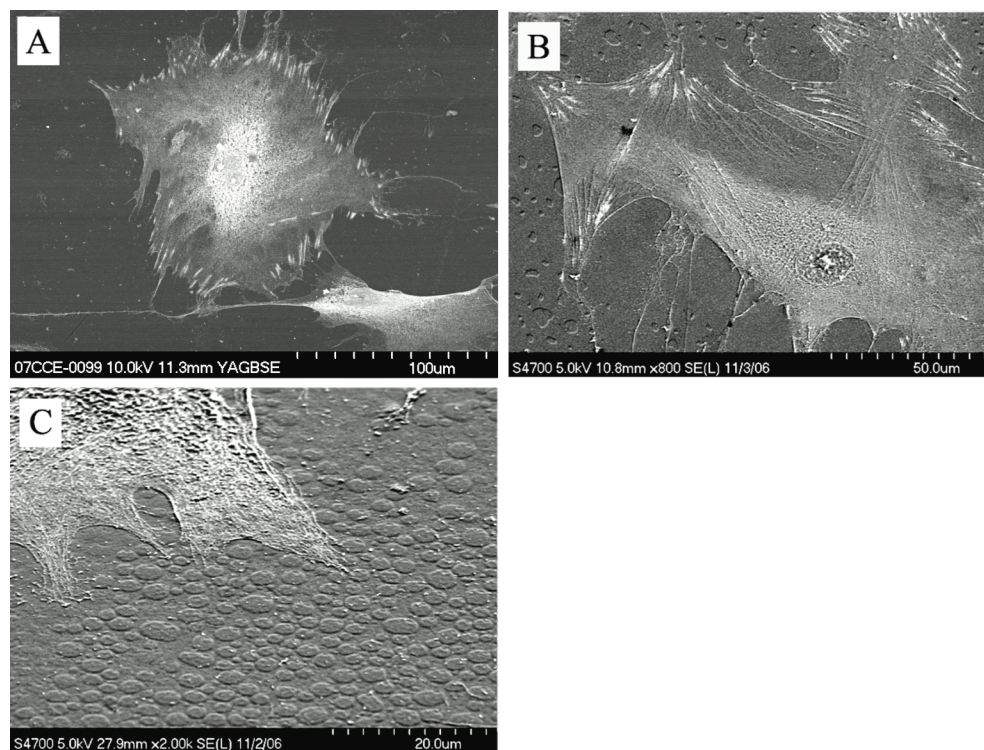 A
07CCE-0099 10.0kV 11.3mm YAGBSE 100um
B
S4700 5.0kV 10.8mm x800 SE(L) 11/3/06 50.0um
C
S4700 5.0kV 27.9mm x2.00k SE(L) 11/2/06 20.0um